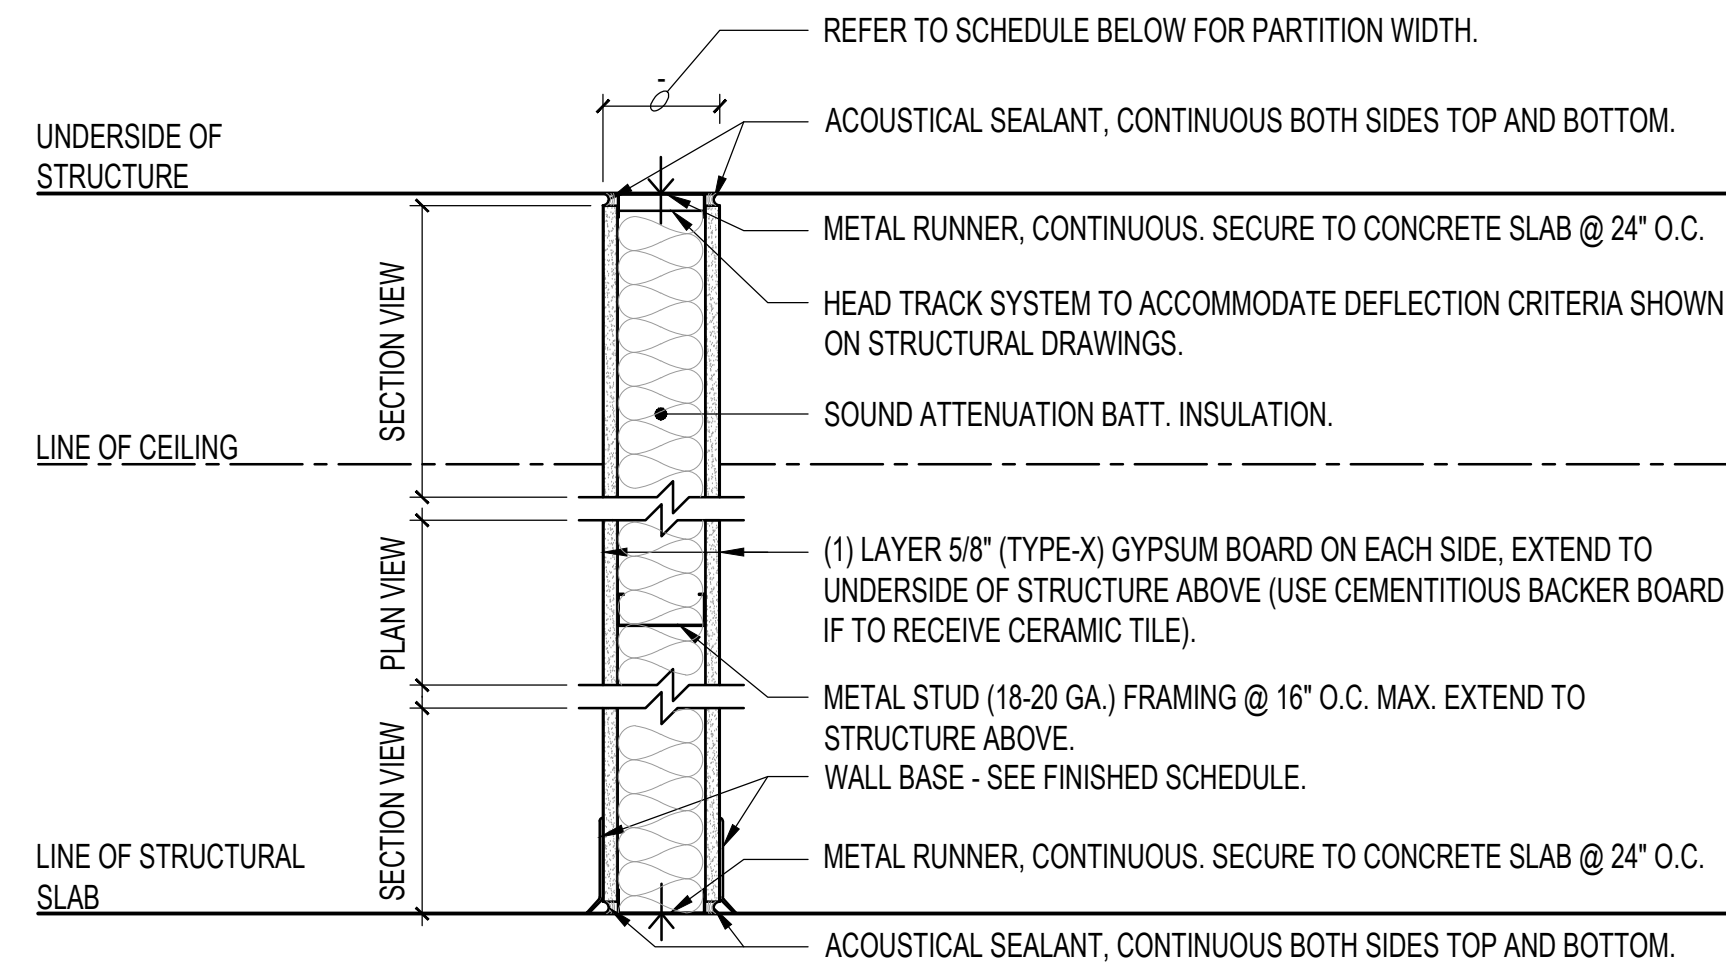 REFER TO SCHEDULE BELOW FOR PARTITION WIDTH.
-
ACOUSTICAL SEALANT, CONTINUOUS BOTH SIDES TOP AND BOTTOM.
UNDERSIDE OF
STRUCTURE
METAL RUNNER, CONTINUOUS. SECURE TO CONCRETE SLAB @ 24" O.C.
HEAD TRACK SYSTEM TO ACCOMMODATE DEFLECTION CRITERIA SHOWN
ON STRUCTURAL DRAWINGS.
SECTION VIEW
SOUND ATTENUATION BATT. INSULATION.
LINE OF CEILING
(1) LAYER 5/8" (TYPE-X) GYPSUM BOARD ON EACH SIDE, EXTEND TO
UNDERSIDE OF STRUCTURE ABOVE (USE CEMENTITIOUS BACKER BOARD
IF TO RECEIVE CERAMIC TILE).
PLAN VIEW
METAL STUD (18-20 GA.) FRAMING @ 16" O.C. MAX. EXTEND TO
STRUCTURE ABOVE.
WALL BASE - SEE FINISHED SCHEDULE.
SECTION VIEW
METAL RUNNER, CONTINUOUS. SECURE TO CONCRETE SLAB @ 24" O.C.
LINE OF STRUCTURAL
SLAB
ACOUSTICAL SEALANT, CONTINUOUS BOTH SIDES TOP AND BOTTOM.